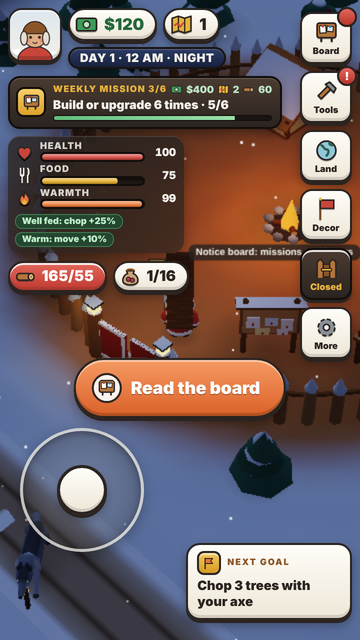 $120
1
Board
DAY 1 · 12 AM · NIGHT
WEEKLY MISSION 3/6 $400 2 60
Build or upgrade 6 times · 5/6
!
Tools
HEALTH
100
FOOD
75
WARMTH
99
Well fed: chop +25%
Warm: move +10%
Land
Decor
Notice board: missions
165/55
1/16
Closed
More
Read the board
NEXT GOAL
Chop 3 trees with
your axe